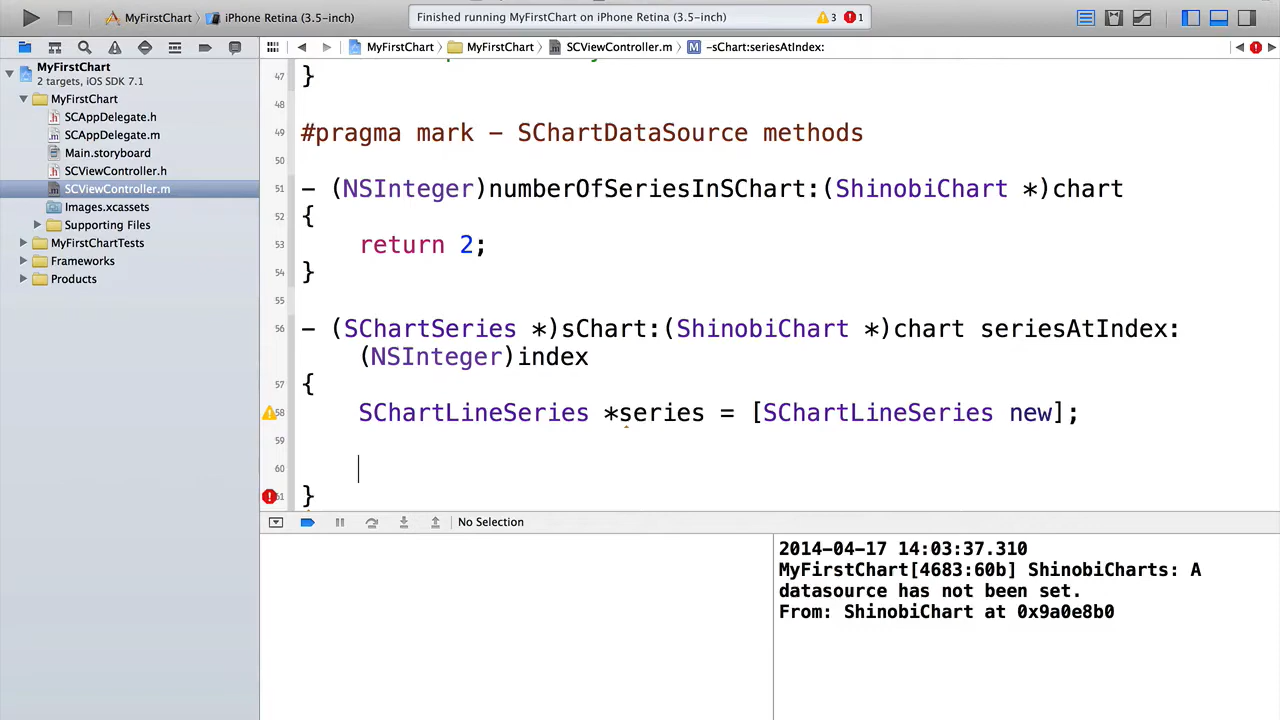 MyFirstChart iPhone Retina (3.5-inch) Finished running MyFirstChart on iPhone Retina (3.5-inch) 3 1
MyFirstChart MyFirstChart SCViewController.m M -sChart:seriesAtIndex:
MyFirstChart
2 targets, iOS SDK 7.1
MyFirstChart
SCAppDelegate.h
SCAppDelegate.m
Main.storyboard
SCViewController.h
SCViewController.m
Images.xcassets
Supporting Files
MyFirstChartTests
Frameworks
Products
47 }
48
49 #pragma mark - SChartDataSource methods
50
51 - (NSInteger)numberOfSeriesInSChart:(ShinobiChart *)chart
52 {
53 return 2;
54 }
55
56 - (SChartSeries *)sChart:(ShinobiChart *)chart seriesAtIndex:
(NSInteger)index
57 {
58 SChartLineSeries *series = [SChartLineSeries new];
59
60
61 }
No Selection
2014-04-17 14:03:37.310
MyFirstChart[4683:60b] ShinobiCharts: A
datasource has not been set.
From: ShinobiChart at 0x9a0e8b0